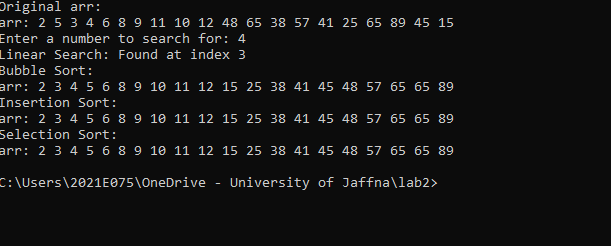 Original arr:
arr: 2 5 3 4 6 8 9 11 10 12 48 65 38 57 41 25 65 89 45 15
Enter a number to search for: 4
Linear Search: Found at index 3
Bubble Sort:
arr: 2 3 4 5 6 8 9 10 11 12 15 25 38 41 45 48 57 65 65 89
Insertion Sort:
arr: 2 3 4 5 6 8 9 10 11 12 15 25 38 41 45 48 57 65 65 89
Selection Sort:
arr: 2 3 4 5 6 8 9 10 11 12 15 25 38 41 45 48 57 65 65 89
C:\Users\2021E075\OneDrive - University of Jaffna\lab2>